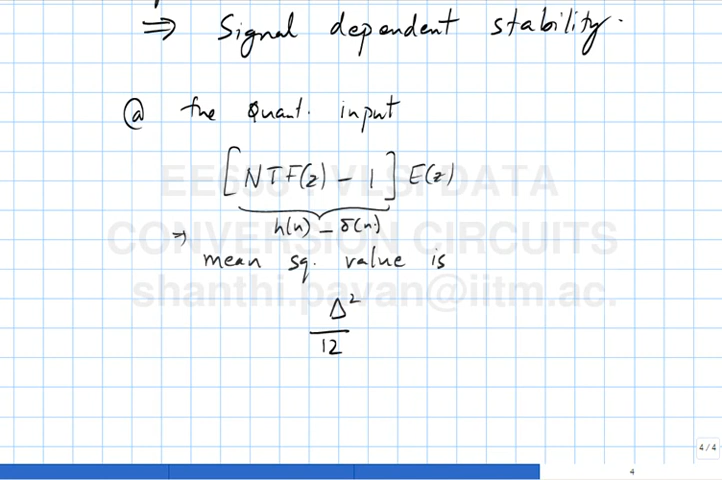 ⇒ Signal dependent stability.
@ the Quant. input
[NTF(z) - 1] E(z)
h(n) - δ(n)
⇒ mean sq. value is
Δ²
12
EE658 VLSI DATA
CONVERSION CIRCUITS
shanthi.pavan@iitm.ac.
4/4
4